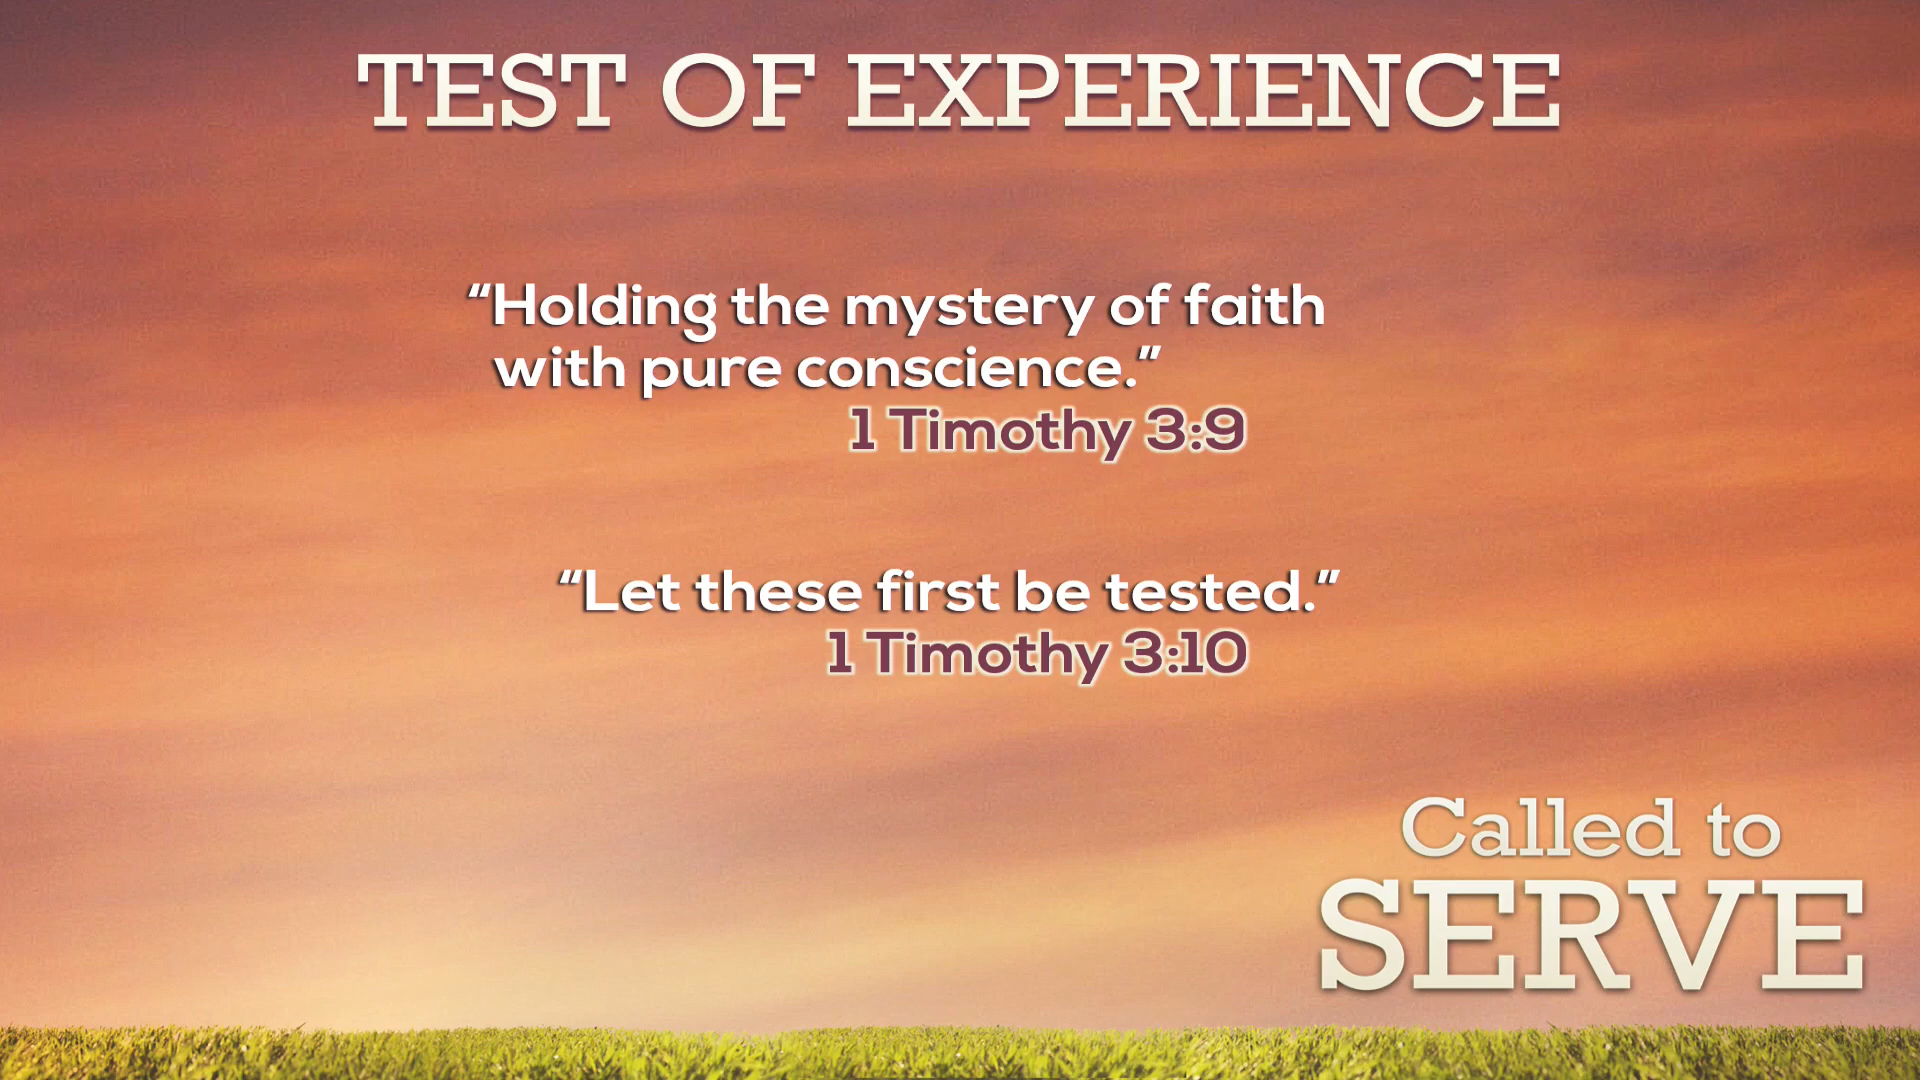 TEST OF EXPERIENCE
“Holding the mystery of faith
with pure conscience.”
1 Timothy 3:9
“Let these first be tested.”
1 Timothy 3:10
Called to
SERVE